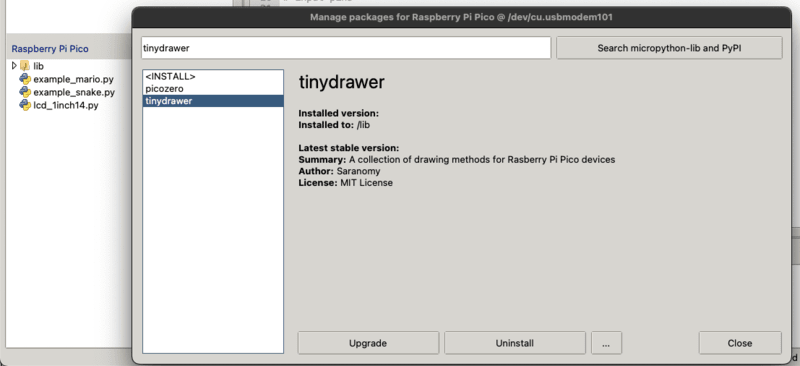 Manage packages for Raspberry Pi Pico @ /dev/cu.usbmodem101
tinydrawer
Search micropython-lib and PyPI
Raspberry Pi Pico
lib
example_mario.py
example_snake.py
lcd_1inch14.py
<INSTALL>
picozero
tinydrawer
tinydrawer
Installed version:
Installed to: /lib
Latest stable version:
Summary: A collection of drawing methods for Rasberry Pi Pico devices
Author: Saranomy
License: MIT License
Upgrade
Uninstall
...
Close